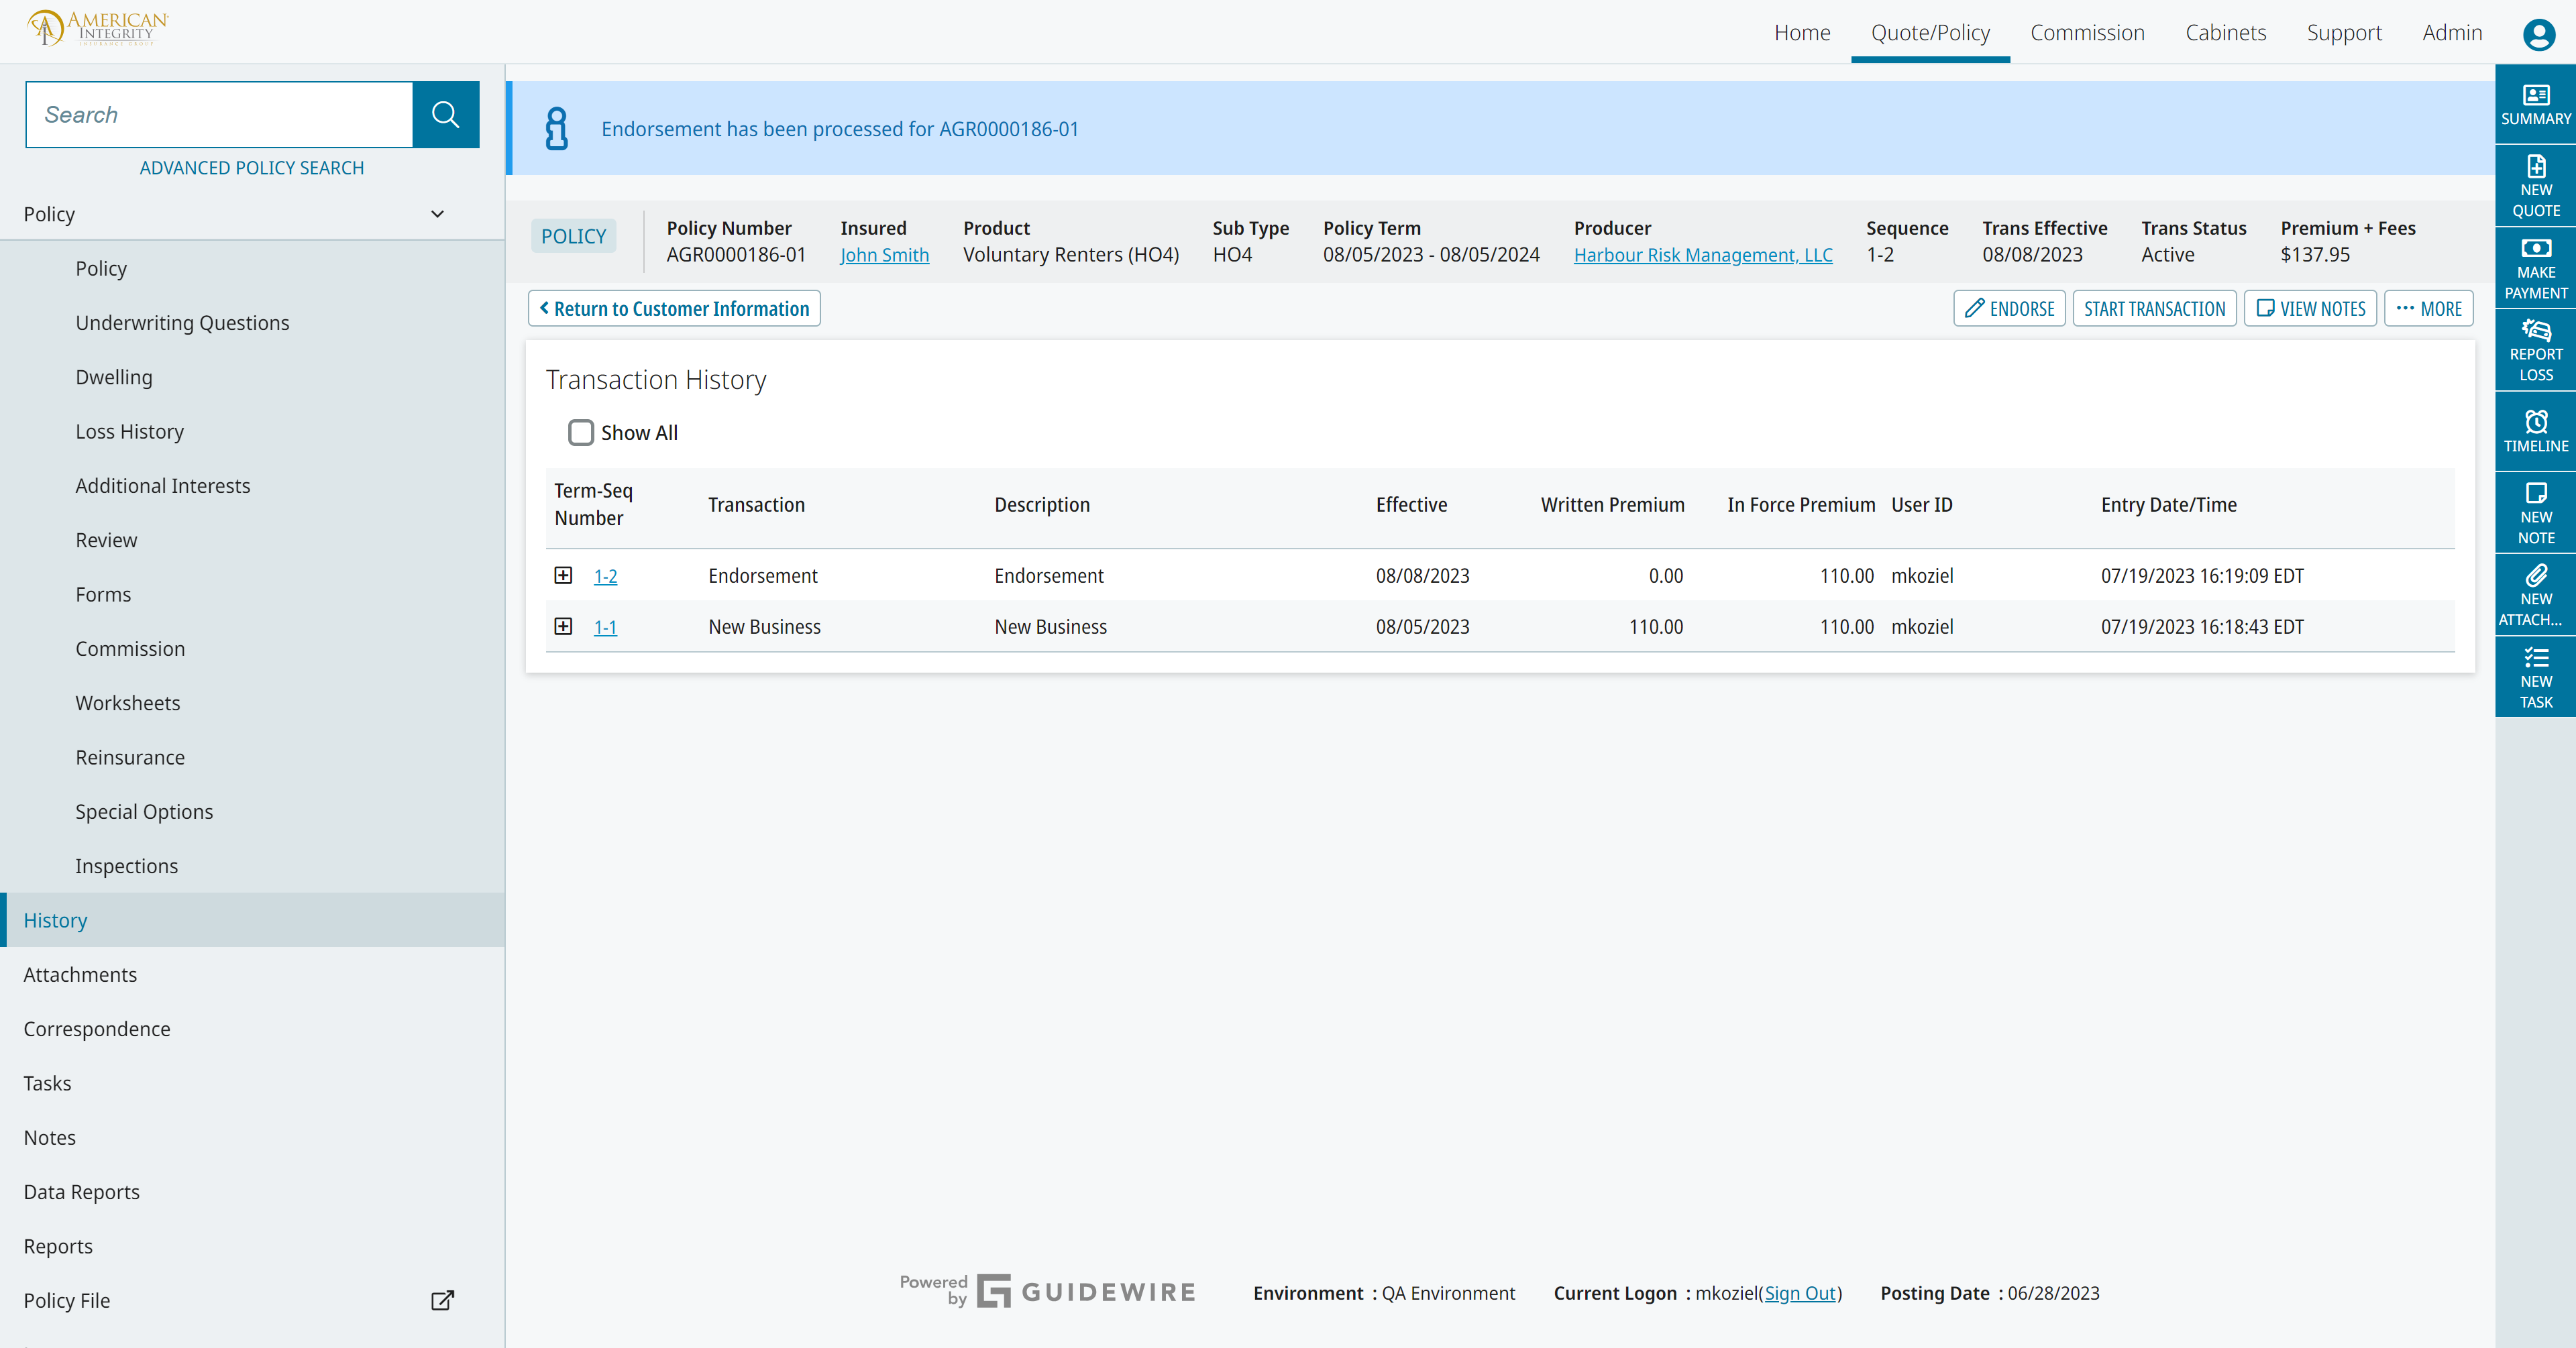 AMERICAN
INTEGRITY
INSURANCE GROUP
Home Quote/Policy Commission Cabinets Support Admin
Search
ADVANCED POLICY SEARCH
Policy
Policy
Underwriting Questions
Dwelling
Loss History
Additional Interests
Review
Forms
Commission
Worksheets
Reinsurance
Special Options
Inspections
History
Attachments
Correspondence
Tasks
Notes
Data Reports
Reports
Policy File
Endorsement has been processed for AGR0000186-01
POLICY
Policy Number Insured Product Sub Type Policy Term Producer Sequence Trans Effective Trans Status Premium + Fees
AGR0000186-01 John Smith Voluntary Renters (HO4) HO4 08/05/2023 - 08/05/2024 Harbour Risk Management, LLC 1-2 08/08/2023 Active $137.95
Return to Customer Information
ENDORSE START TRANSACTION VIEW NOTES ... MORE
Transaction History
Show All
Term-Seq Number Transaction Description Effective Written Premium In Force Premium User ID Entry Date/Time
1-2 Endorsement Endorsement 08/08/2023 0.00 110.00 mkoziel 07/19/2023 16:19:09 EDT
1-1 New Business New Business 08/05/2023 110.00 110.00 mkoziel 07/19/2023 16:18:43 EDT
SUMMARY
NEW
QUOTE
MAKE
PAYMENT
REPORT
LOSS
TIMELINE
NEW
NOTE
NEW
ATTACH...
NEW
TASK
Powered
by
GUIDEWIRE
Environment : QA Environment Current Logon : mkoziel(Sign Out) Posting Date : 06/28/2023